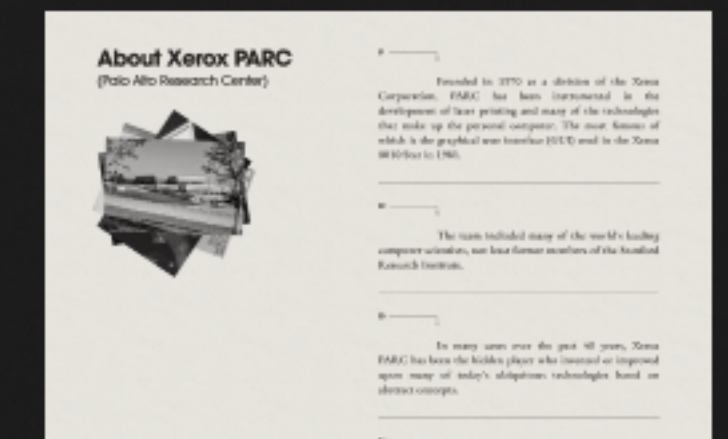 About Xerox PARC
(Palo Alto Research Center)
Founded in 1970 as a division of the Xerox
Corporation, PARC has been instrumental in the
development of laser printing and many of the technologies
that make up the personal computer. The most famous of
which is the graphical user interface (GUI) used in the Xerox
8010 Star in 1981.
The team included many of the world's leading
computer scientists, not least former members of the Stanford
Research Institute.
In many cases over the past 40 years, Xerox
PARC has been the hidden player who invented or improved
upon many of today's ubiquitous technologies based on
abstract concepts.